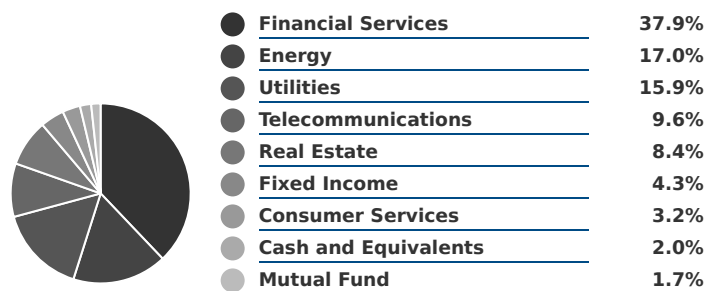 Financial Services 37.9%
Energy 17.0%
Utilities 15.9%
Telecommunications 9.6%
Real Estate 8.4%
Fixed Income 4.3%
Consumer Services 3.2%
Cash and Equivalents 2.0%
Mutual Fund 1.7%